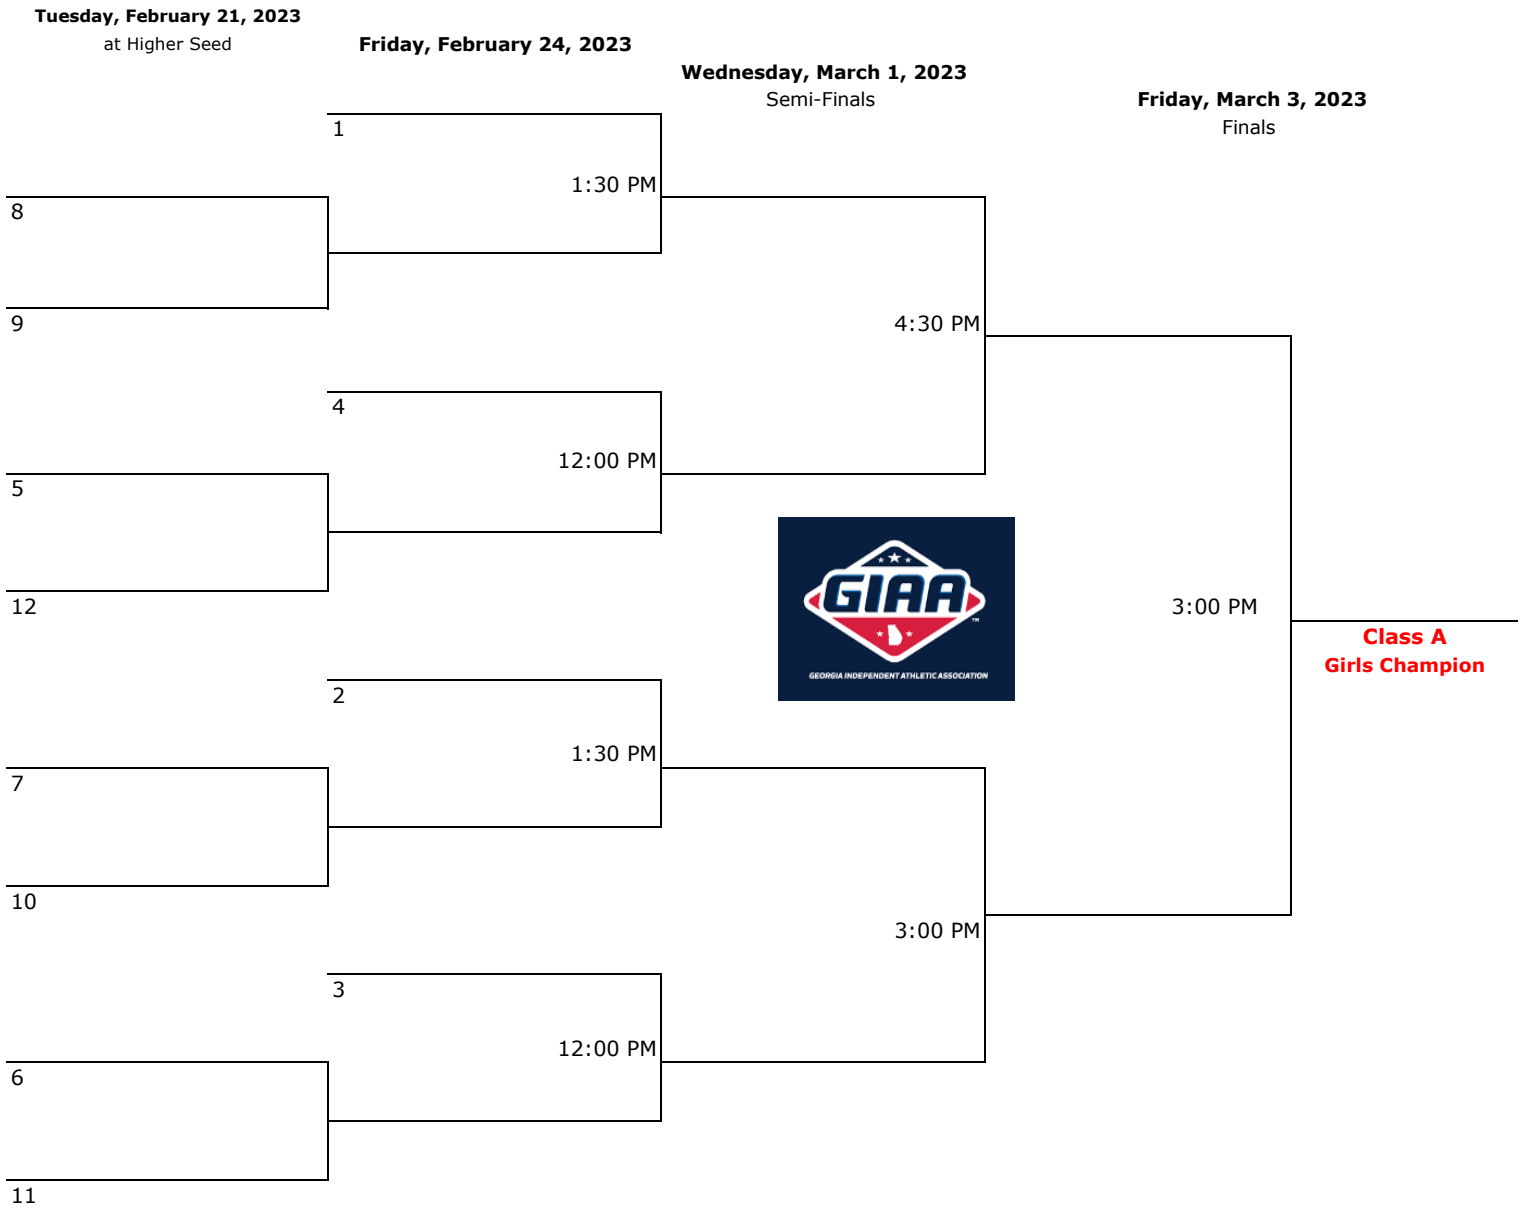 Tuesday, February 21, 2023
at Higher Seed
Friday, February 24, 2023
Wednesday, March 1, 2023
Semi-Finals
Friday, March 3, 2023
Finals
1
1:30 PM
8
9
4:30 PM
4
12:00 PM
5
12
GIAA
TM
GEORGIA INDEPENDENT ATHLETIC ASSOCIATION
3:00 PM
Class A
Girls Champion
2
1:30 PM
7
10
3:00 PM
3
12:00 PM
6
11